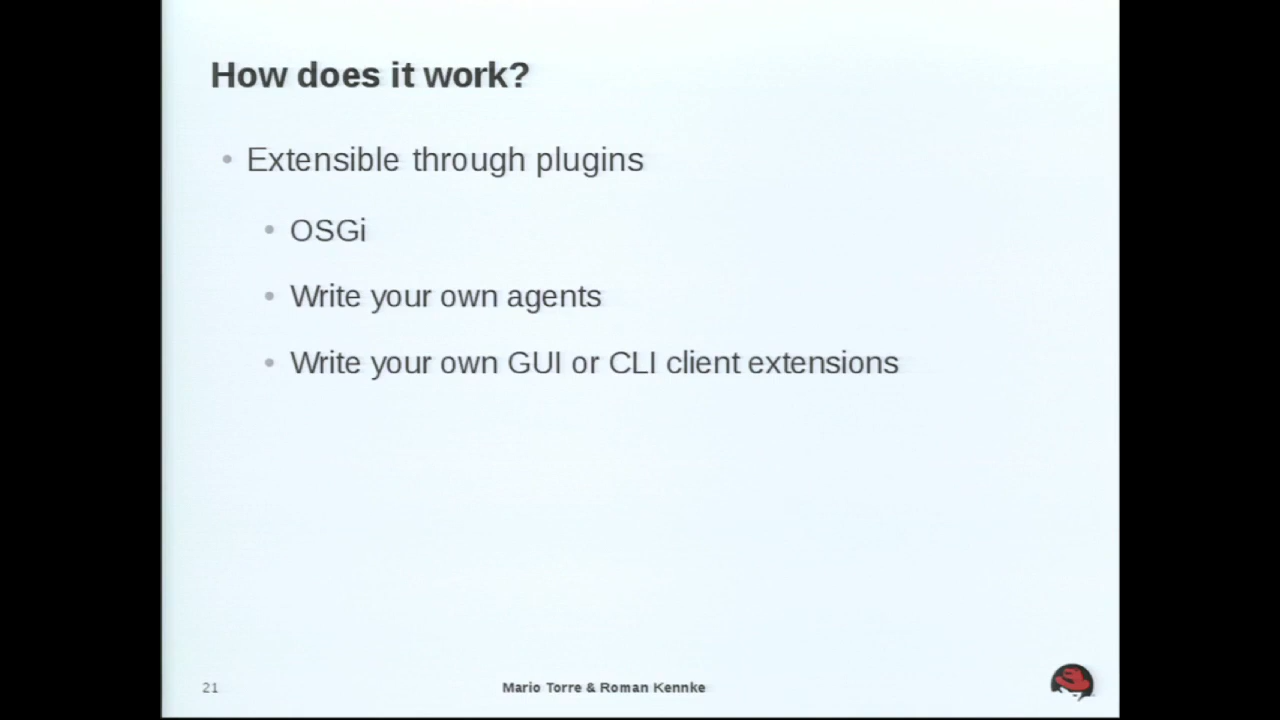 How does it work?
• Extensible through plugins
• OSGi
• Write your own agents
• Write your own GUI or CLI client extensions
21
Mario Torre & Roman Kennke